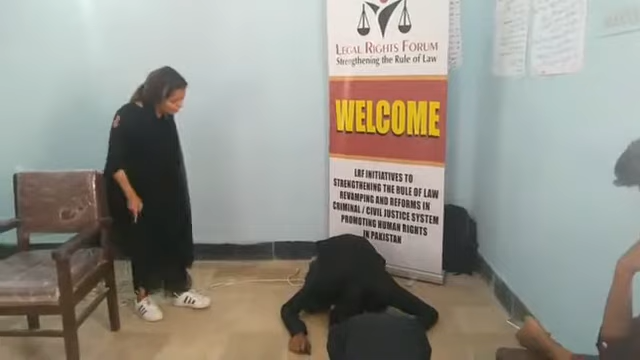 LEGAL RIGHTS FORUM
Strengthening the Rule of Law
WELCOME
LRF INITIATIVES TO
STRENGTHENING THE RULE OF LAW
REVAMPING AND REFORMS IN
CRIMINAL / CIVIL JUSTICE SYSTEM
PROMOTING HUMAN RIGHTS
IN PAKISTAN